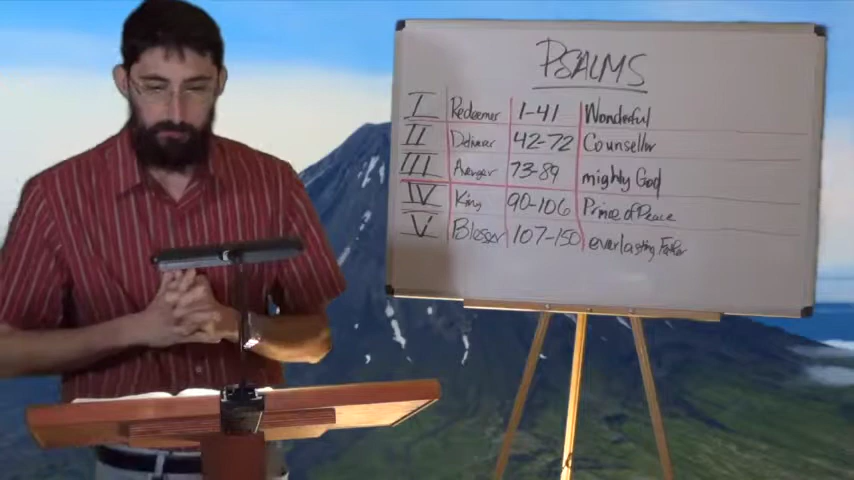 PSALMS
I Redeemer 1-41 Wonderful
II Deliverer 42-72 Counsellor
III Avenger 73-89 mighty God
IV King 90-106 Prince of Peace
V Blesser 107-150 everlasting Father